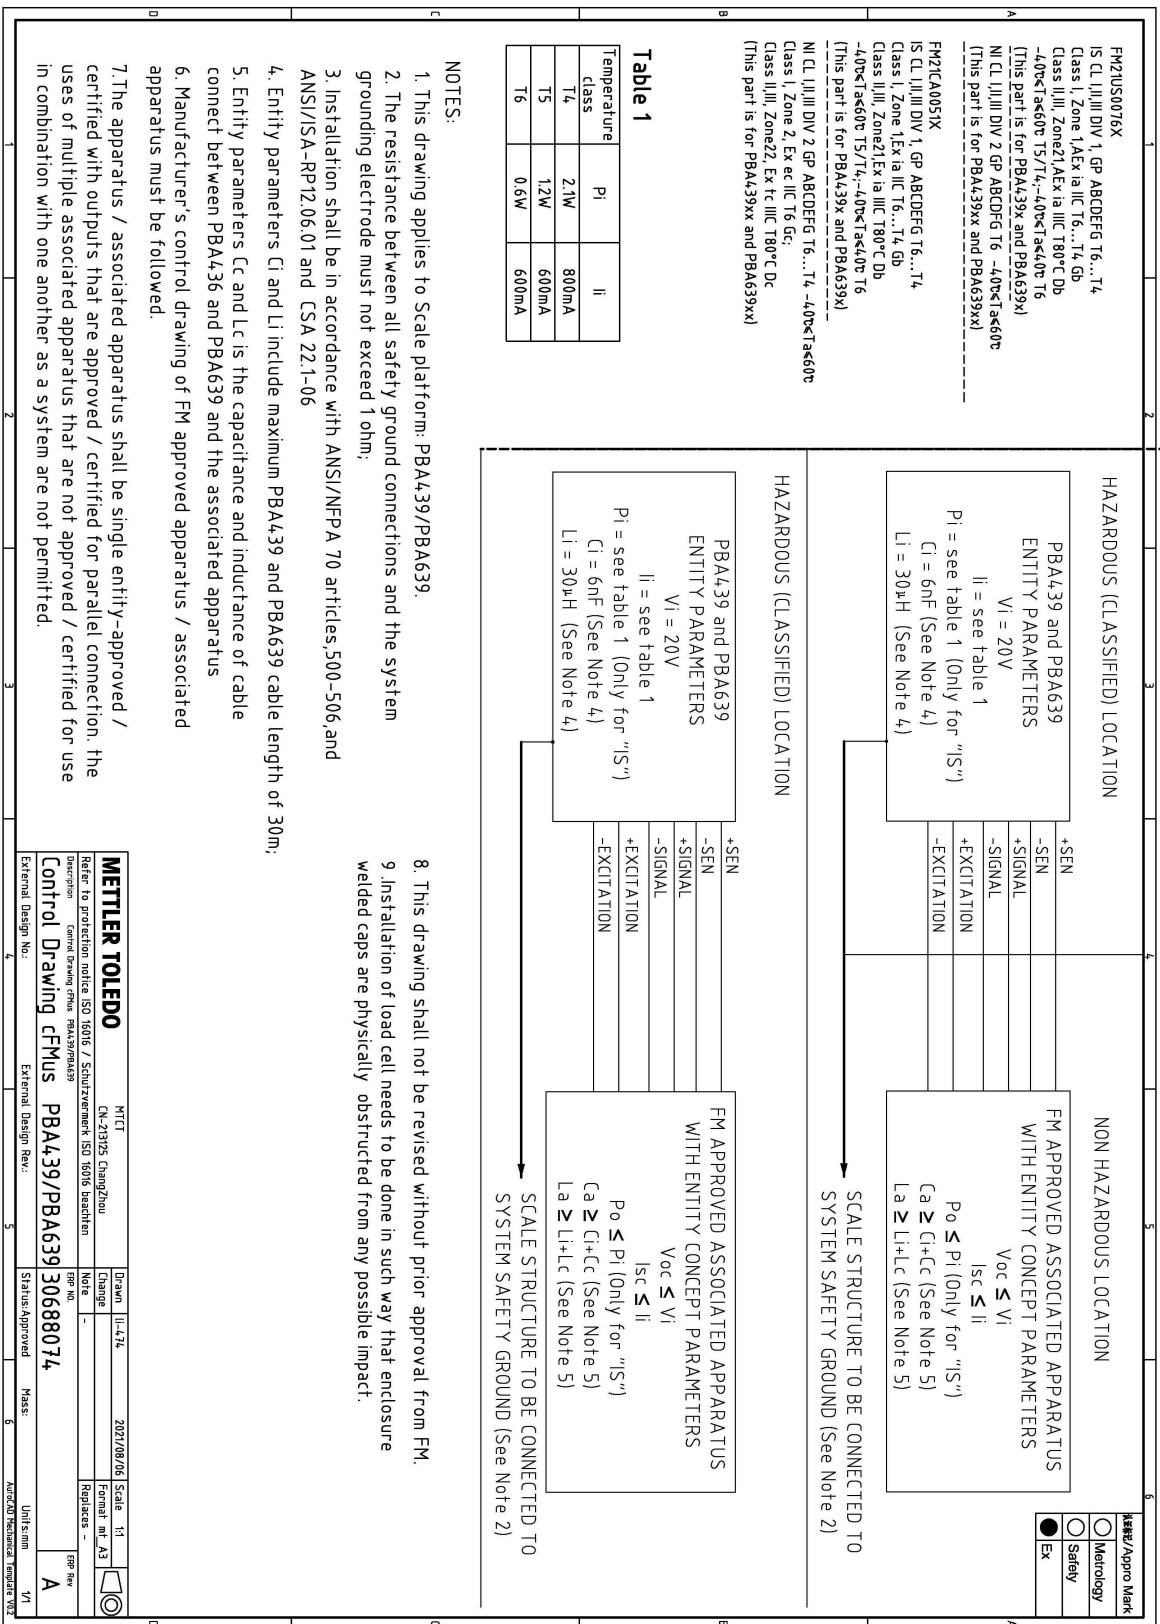 FM21US0076X
IS CL I,II,III DIV 1, GP ABCDEFG T6...T4
Class I, Zone 1,AEx ia IIC T6...T4 Gb
Class II,III, Zone21,AEx ia IIIC T80°C Db
-40℃≤Ta≤60℃ T5/T4;-40℃≤Ta≤40℃ T6
(This part is for PBA439x and PBA639x)
NI CL I,II,III DIV 2 GP ABCDFG T6 -40℃≤Ta≤60℃
(This part is for PBA439xx and PBA639xx)
FM21CA0051X
IS CL I,II,III DIV 1, GP ABCDEFG T6...T4
Class I, Zone 1,Ex ia IIC T6...T4 Gb
Class II,III, Zone21,Ex ia IIIC T80°C Db
-40℃≤Ta≤60℃ T5/T4;-40℃≤Ta≤40℃ T6
(This part is for PBA439x and PBA639x)
NI CL I,II,III DIV 2 GP ABCDEFG T6...T4 -40℃≤Ta≤60℃
Class I, Zone 2, Ex ec IIC T6 Gc;
Class II,III, Zone22, Ex tc IIIC T80°C Dc
(This part is for PBA439xx and PBA639xx)
Table 1
Temperature class Pi Ii
T4 2.1W 800mA
T5 1.2W 600mA
T6 0.6W 600mA
HAZARDOUS (CLASSIFIED) LOCATION
NON HAZARDOUS LOCATION
PBA439 and PBA639
ENTITY PARAMETERS
Vi = 20V
Ii = see table 1
Pi = see table 1 (Only for "IS")
Ci = 6nF (See Note 4)
Li = 30μH (See Note 4)
+SEN
-SEN
+SIGNAL
-SIGNAL
+EXCITATION
-EXCITATION
FM APPROVED ASSOCIATED APPARATUS
WITH ENTITY CONCEPT PARAMETERS
Voc ≤ Vi
Isc ≤ Ii
Po ≤ Pi (Only for "IS")
Ca ≥ Ci+Cc (See Note 5)
La ≥ Li+Lc (See Note 5)
SCALE STRUCTURE TO BE CONNECTED TO
SYSTEM SAFETY GROUND (See Note 2)
HAZARDOUS (CLASSIFIED) LOCATION
PBA439 and PBA639
ENTITY PARAMETERS
Vi = 20V
Ii = see table 1
Pi = see table 1 (Only for "IS")
Ci = 6nF (See Note 4)
Li = 30μH (See Note 4)
+SEN
-SEN
+SIGNAL
-SIGNAL
+EXCITATION
-EXCITATION
FM APPROVED ASSOCIATED APPARATUS
WITH ENTITY CONCEPT PARAMETERS
Voc ≤ Vi
Isc ≤ Ii
Po ≤ Pi (Only for "IS")
Ca ≥ Ci+Cc (See Note 5)
La ≥ Li+Lc (See Note 5)
SCALE STRUCTURE TO BE CONNECTED TO
SYSTEM SAFETY GROUND (See Note 2)
/Appro Mark
Metrology
Safety
Ex
NOTES:
1. This drawing applies to Scale platform: PBA439/PBA639.
2. The resistance between all safety ground connections and the system
grounding electrode must not exceed 1 ohm;
3. Installation shall be in accordance with ANSI/NFPA 70 articles,500-506,and
ANSI/ISA-RP12.06.01 and CSA 22.1-06
4. Entity parameters Ci and Li include maximum PBA439 and PBA639 cable length of 30m;
5. Entity parameters Cc and Lc is the capacitance and inductance of cable
connect between PBA436 and PBA639 and the associated apparatus
6. Manufacturer's control drawing of FM approved apparatus / associated
apparatus must be followed.
7.The apparatus / associated apparatus shall be single entity-approved /
certified with outputs that are approved / certified for parallel connection. the
uses of multiple associated apparatus that are not approved / certified for use
in combination with one another as a system are not permitted.
8. This drawing shall not be revised without prior approval from FM.
9 .Installation of load cell needs to be done in such way that enclosure
welded caps are physically obstructed from any possible impact.
METTLER TOLEDO
MTCT
CN-213125 ChangZhou
Refer to protection notice ISO 16016 / Schutzvermerk ISO 16016 beachten
Description Control Drawing cFMus PBA439/PBA639
Control Drawing cFMus PBA439/PBA639
External Design No.:
External Design Rev.:
Drawn li-474 2021/08/06
Change
Note -
Scale 1:1
Format mt_A3
Replaces -
ERP NO.
30688074
ERP Rev
A
Status:Approved
Mass:
Units:mm
1/1
AutoCAD Mechanical Template V0.2
1
2
3
4
5
6
1
2
3
4
5
6
A
B
C
D
A
B
C
D